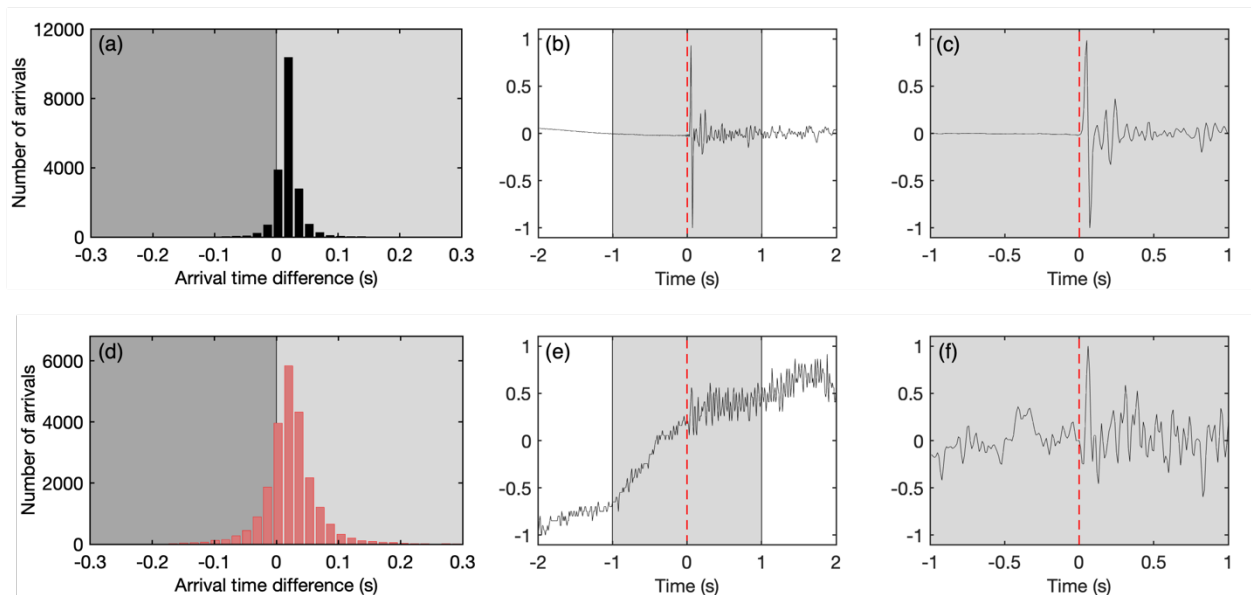 (a)
Number of arrivals
12000
8000
4000
0
-0.3 -0.2 -0.1 0 0.1 0.2 0.3
Arrival time difference (s)
(b)
1
0.5
0
-0.5
-1
-2 -1 0 1 2
Time (s)
(c)
1
0.5
0
-0.5
-1
-1 -0.5 0 0.5 1
Time (s)
(d)
Number of arrivals
6000
4000
2000
0
-0.3 -0.2 -0.1 0 0.1 0.2 0.3
Arrival time difference (s)
(e)
1
0.5
0
-0.5
-1
-2 -1 0 1 2
Time (s)
(f)
1
0.5
0
-0.5
-1
-1 -0.5 0 0.5 1
Time (s)